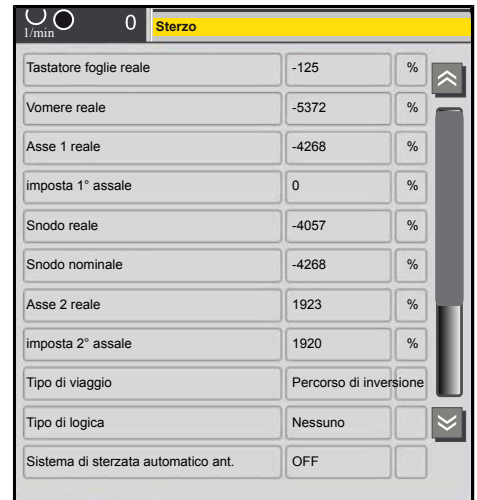 1/min 0 Sterzo
Tastatore foglie reale -125 %
Vomere reale -5372 %
Asse 1 reale -4268 %
imposta 1° assale 0 %
Snodo reale -4057 %
Snodo nominale -4268 %
Asse 2 reale 1923 %
imposta 2° assale 1920 %
Tipo di viaggio Percorso di inversione
Tipo di logica Nessuno
Sistema di sterzata automatico ant. OFF